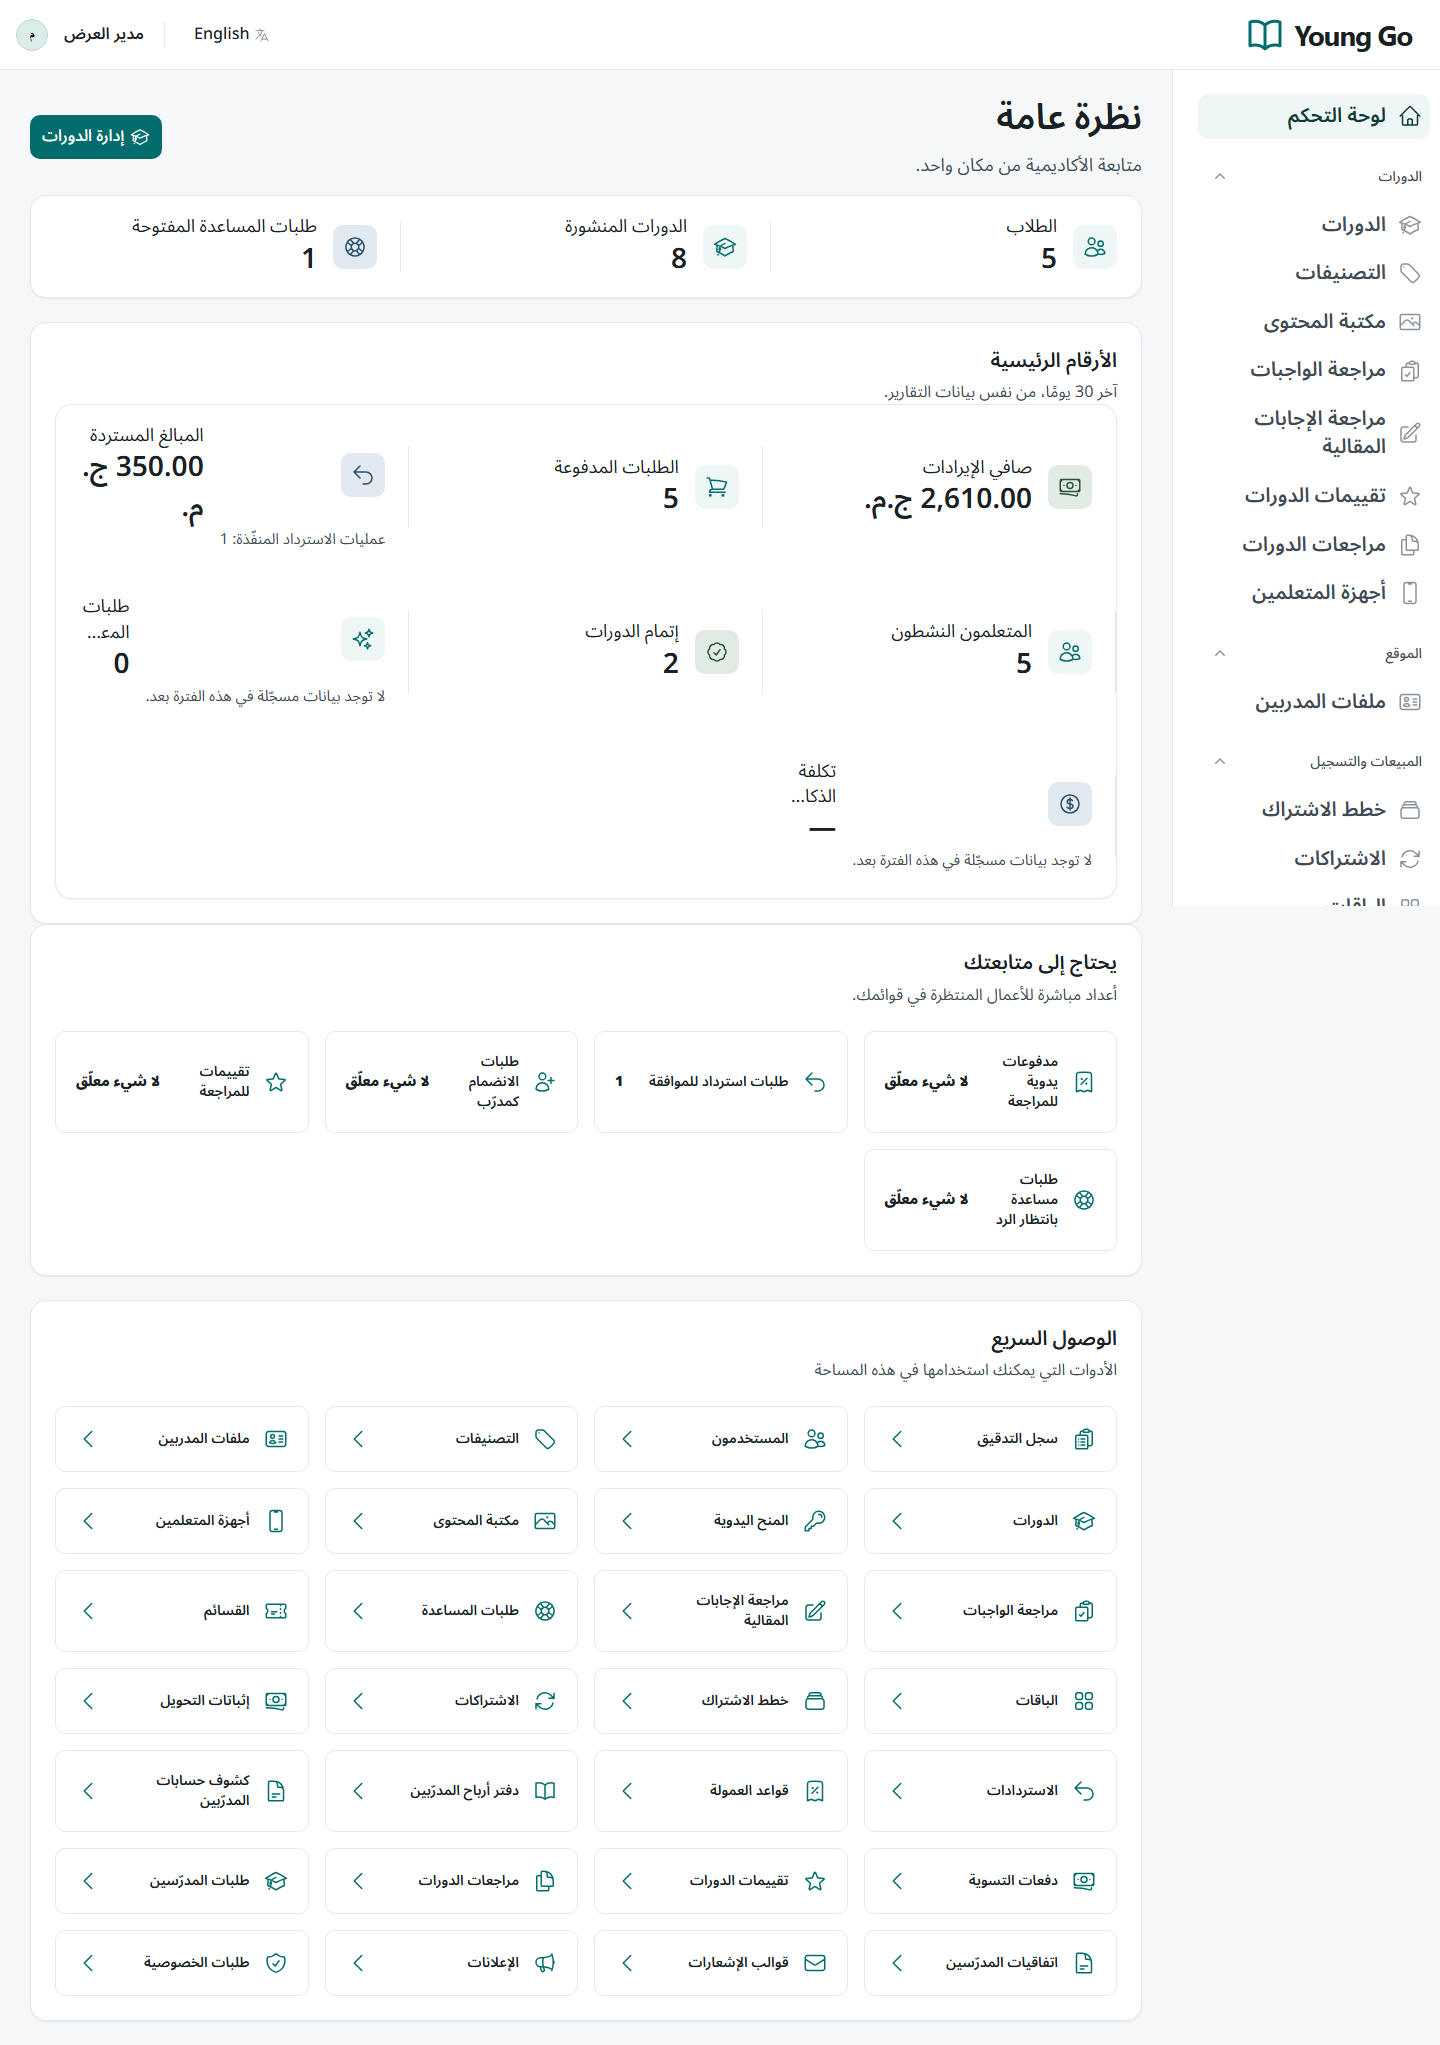 Young Go
English
مدير العرض
م
لوحة التحكم
الدورات
الدورات
التصنيفات
مكتبة المحتوى
مراجعة الواجبات
مراجعة الإجابات
المقالية
تقييمات الدورات
مراجعات الدورات
أجهزة المتعلمين
الموقع
ملفات المدربين
المبيعات والتسجيل
خطط الاشتراك
الاشتراكات
نظرة عامة
متابعة الأكاديمية من مكان واحد.
إدارة الدورات
الطلاب
5
الدورات المنشورة
8
طلبات المساعدة المفتوحة
1
الأرقام الرئيسية
آخر 30 يومًا، من نفس بيانات التقارير.
صافي الإيرادات
2,610.00 ج.م.
الطلبات المدفوعة
5
المبالغ المستردة
350.00 ج.
م.
عمليات الاسترداد المنفّذة: 1
المتعلمون النشطون
5
إتمام الدورات
2
طلبات
المع...
0
لا توجد بيانات مسجّلة في هذه الفترة بعد.
تكلفة
الذكا...
—
لا توجد بيانات مسجّلة في هذه الفترة بعد.
يحتاج إلى متابعتك
أعداد مباشرة للأعمال المنتظرة في قوائمك.
مدفوعات
يدوية
للمراجعة
لا شيء معلّق
طلبات استرداد للموافقة
1
طلبات
الانضمام
كمدرّب
لا شيء معلّق
تقييمات
للمراجعة
لا شيء معلّق
طلبات
مساعدة
بانتظار الرد
لا شيء معلّق
الوصول السريع
الأدوات التي يمكنك استخدامها في هذه المساحة
سجل التدقيق
المستخدمون
التصنيفات
ملفات المدربين
الدورات
المنح اليدوية
مكتبة المحتوى
أجهزة المتعلمين
مراجعة الواجبات
مراجعة الإجابات
المقالية
طلبات المساعدة
القسائم
الباقات
خطط الاشتراك
الاشتراكات
إثباتات التحويل
الاستردادات
قواعد العمولة
دفتر أرباح المدرّبين
كشوف حسابات
المدرّبين
دفعات التسوية
تقييمات الدورات
مراجعات الدورات
طلبات المدرّسين
اتفاقيات المدرّسين
قوالب الإشعارات
الإعلانات
طلبات الخصوصية